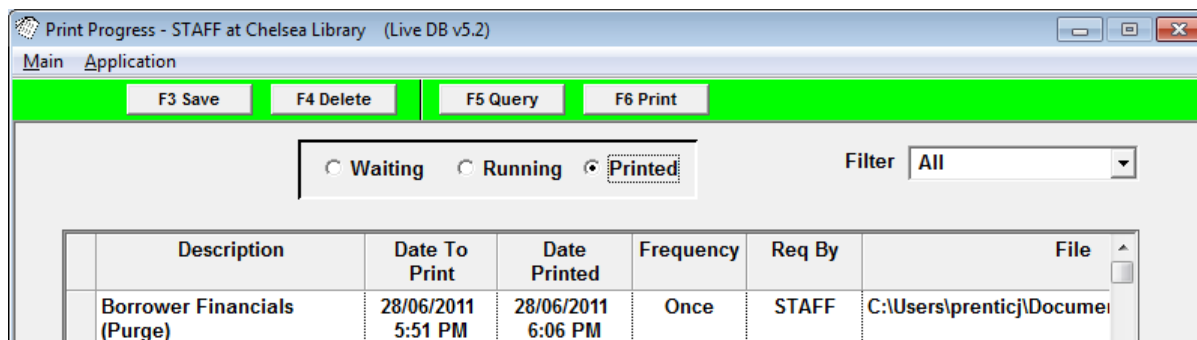 Print Progress - STAFF at Chelsea Library (Live DB v5.2)
Main Application
F3 Save F4 Delete F5 Query F6 Print
Waiting Running Printed Filter All
Description Date To Date Frequency Req By File
Print Printed
Borrower Financials 28/06/2011 28/06/2011 Once STAFF C:\Users\prenticj\Documen
(Purge) 5:51 PM 6:06 PM